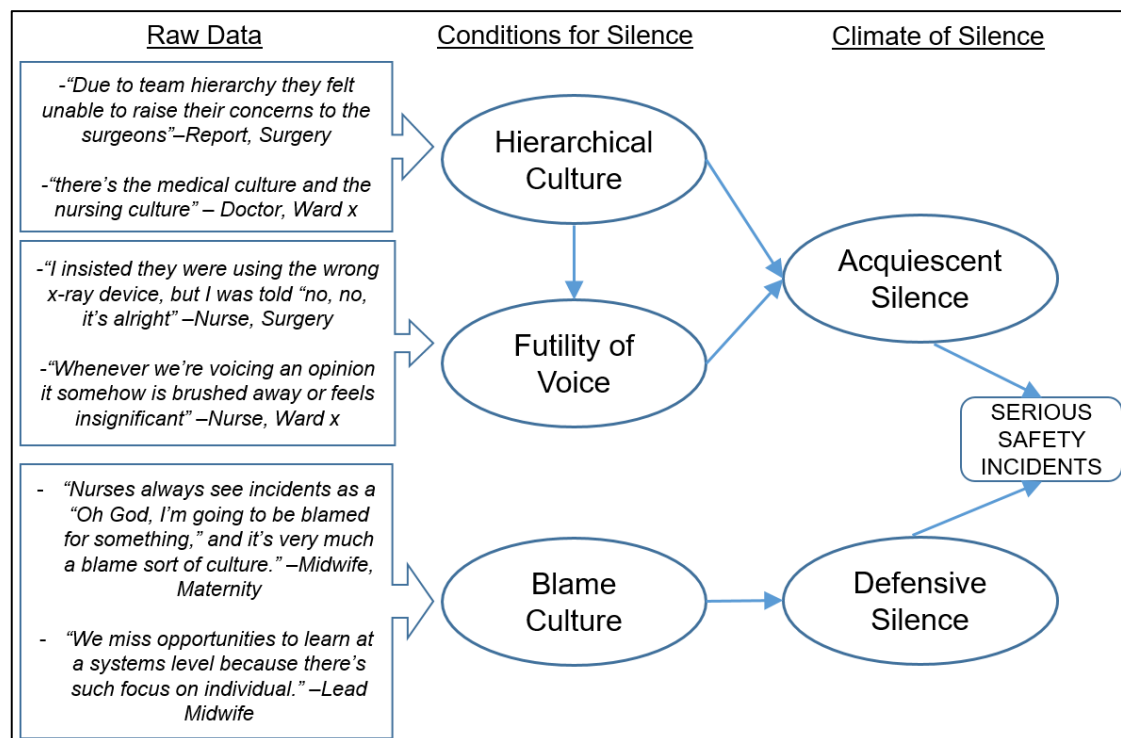 Raw Data
Conditions for Silence
Climate of Silence
-“Due to team hierarchy they felt
unable to raise their concerns to the
surgeons”–Report, Surgery
-“there’s the medical culture and the
nursing culture” – Doctor, Ward x
-“I insisted they were using the wrong
x-ray device, but I was told “no, no,
it’s alright” –Nurse, Surgery
-“Whenever we’re voicing an opinion
it somehow is brushed away or feels
insignificant” –Nurse, Ward x
- “Nurses always see incidents as a
“Oh God, I’m going to be blamed
for something,” and it’s very much
a blame sort of culture.” –Midwife,
Maternity
- “We miss opportunities to learn at
a systems level because there’s
such focus on individual.” –Lead
Midwife
Hierarchical
Culture
Futility of
Voice
Blame
Culture
Acquiescent
Silence
Defensive
Silence
SERIOUS
SAFETY
INCIDENTS